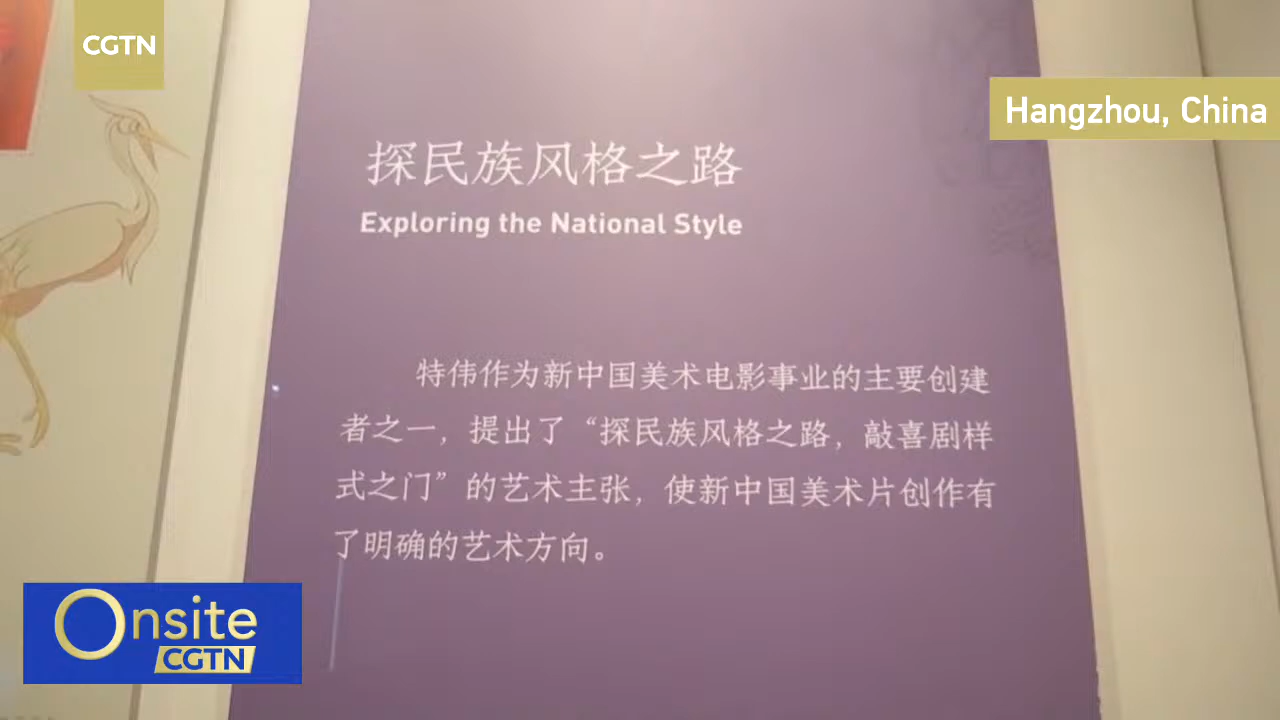 CGTN
Hangzhou, China
探民族风格之路
Exploring the National Style
特伟作为新中国美术电影事业的主要创建
者之一，提出了“探民族风格之路，敲喜剧样
式之门”的艺术主张，使新中国美术片创作有
了明确的艺术方向。
Onsite
CGTN